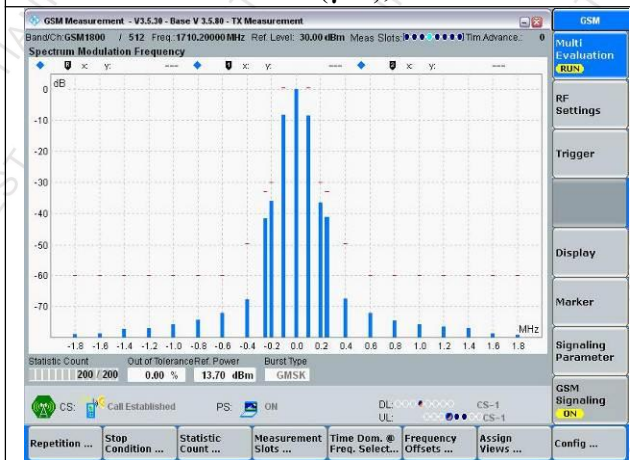 GSM Measurement - V3.5.30 - Base V 3.5.80 - TX Measurement
GSM
Band/Ch: GSM1800 / 512 Freq.: 1710.20000 MHz Ref. Level: 30.00 dBm Meas Slots: Tim.Advance.: 0
Spectrum Modulation Frequency
x: y: --- x: y: --- x: y: ---
dB
0
-10
-20
-30
-40
-50
-60
-70
MHz
-1.8 -1.6 -1.4 -1.2 -1.0 -0.8 -0.6 -0.4 -0.2 0.0 0.2 0.4 0.6 0.8 1.0 1.2 1.4 1.6 1.8
Statistic Count Out of Tolerance Ref. Power Burst Type
200 / 200 0.00 % 13.70 dBm GMSK
CS: Call Established PS: ON DL: CS-1
UL: CS-1
Multi
Evaluation
RUN
RF
Settings
Trigger
Display
Marker
Signaling
Parameter
GSM
Signaling
ON
Repetition ... Stop Condition ... Statistic Count ... Measurement Slots ... Time Dom. @ Freq. Select... Frequency Offsets ... Assign Views ... Config ...